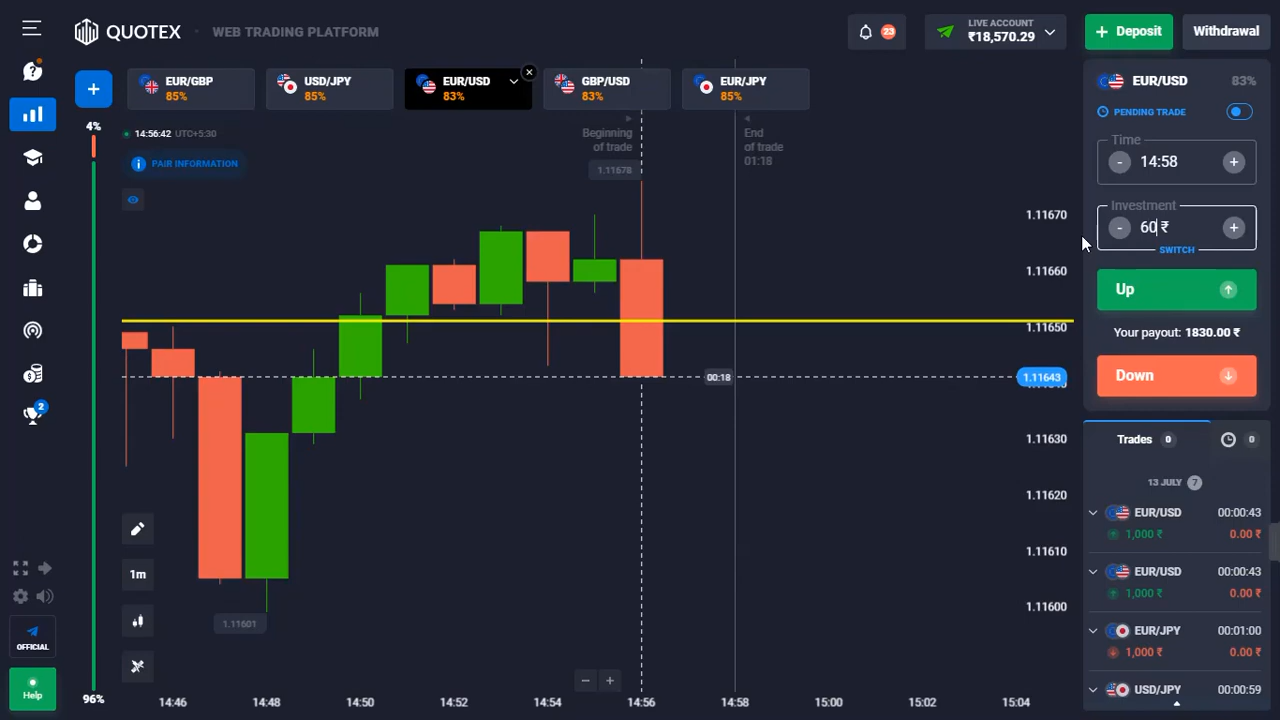 QUOTEX
WEB TRADING PLATFORM
23
LIVE ACCOUNT
₹18,570.29
+ Deposit
Withdrawal
+
EUR/GBP
85%
USD/JPY
85%
EUR/USD
83%
GBP/USD
83%
EUR/JPY
85%
4%
14:56:42 UTC+5:30
i PAIR INFORMATION
Beginning
of trade
End
of trade
01:18
1.11678
1.11670
1.11660
1.11650
1.11643
1.11630
1.11620
1.11610
1.11600
00:18
1.11601
1m
14:46
14:48
14:50
14:52
14:54
14:56
14:58
15:00
15:02
15:04
96%
2
OFFICIAL
Help
EUR/USD 83%
PENDING TRADE
Time
- 14:58 +
Investment
- 60 ₹ +
SWITCH
Up
Your payout: 1830.00 ₹
Down
Trades 0
0
13 JULY 7
EUR/USD 00:00:43
1,000 ₹ 0.00 ₹
EUR/USD 00:00:43
1,000 ₹ 0.00 ₹
EUR/JPY 00:01:00
1,000 ₹ 0.00 ₹
USD/JPY 00:00:59